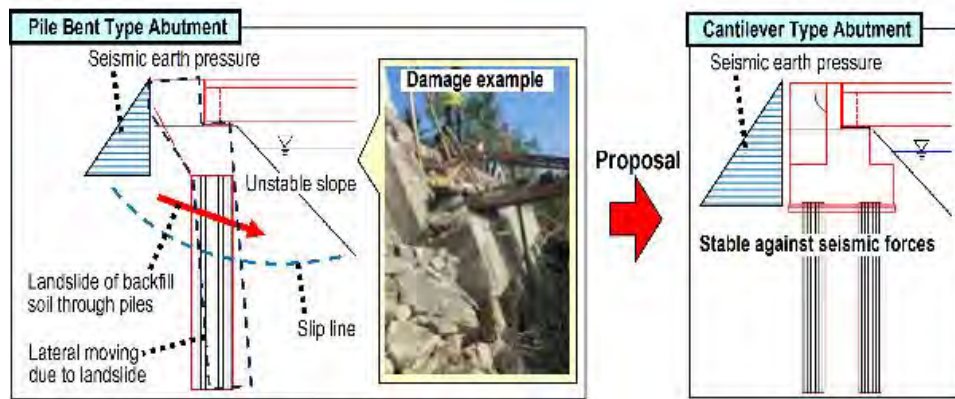 Pile Bent Type Abutment
Seismic earth pressure
Damage example
Unstable slope
Landslide of backfill
soil through piles
Slip line
Lateral moving
due to landslide
Proposal
Cantilever Type Abutment
Seismic earth pressure
Stable against seismic forces